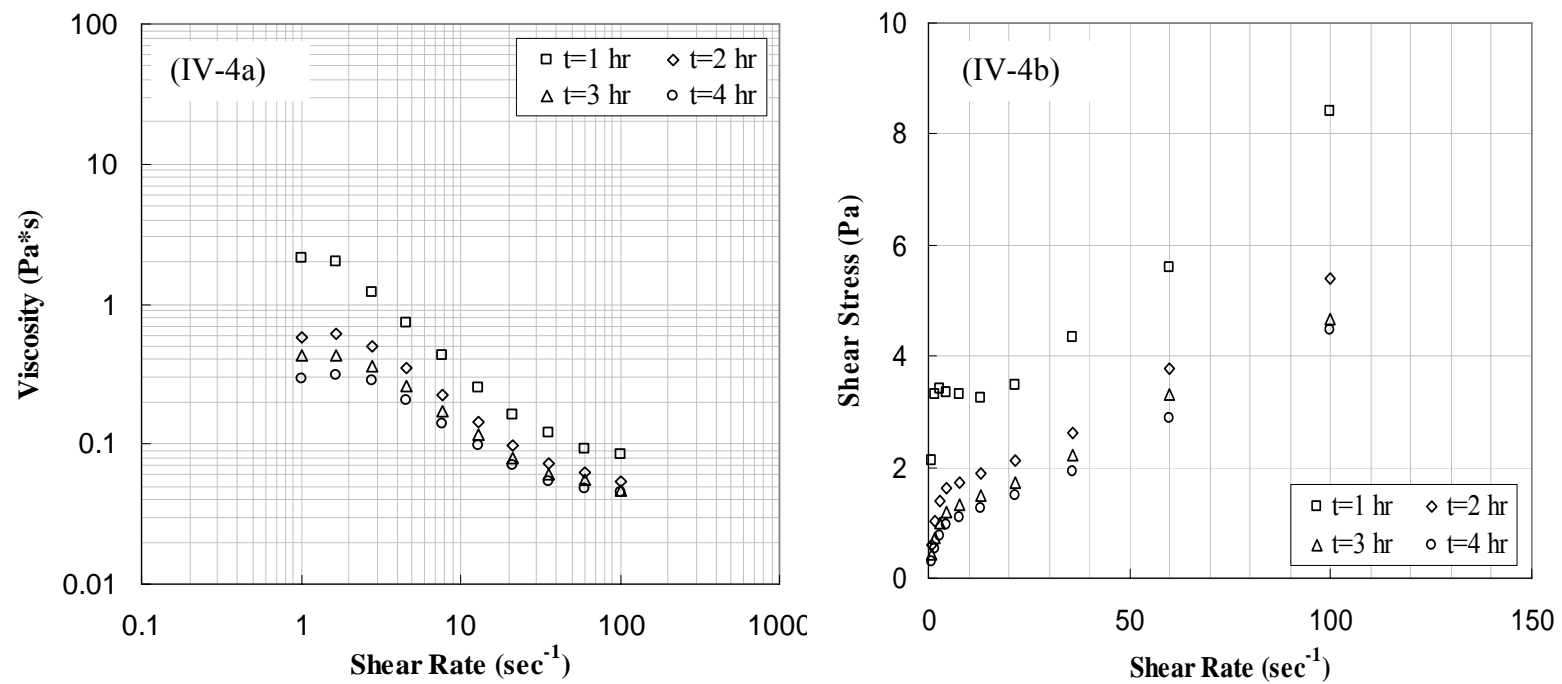 (IV-4a)
t=1 hr t=2 hr
t=3 hr t=4 hr
100
10
1
0.1
0.01
0.1 1 10 100 1000
Viscosity (Pa*s)
Shear Rate (sec-1)
(IV-4b)
10
8
6
4
2
0
0 50 100 150
Shear Stress (Pa)
t=1 hr t=2 hr
t=3 hr t=4 hr
Shear Rate (sec-1)